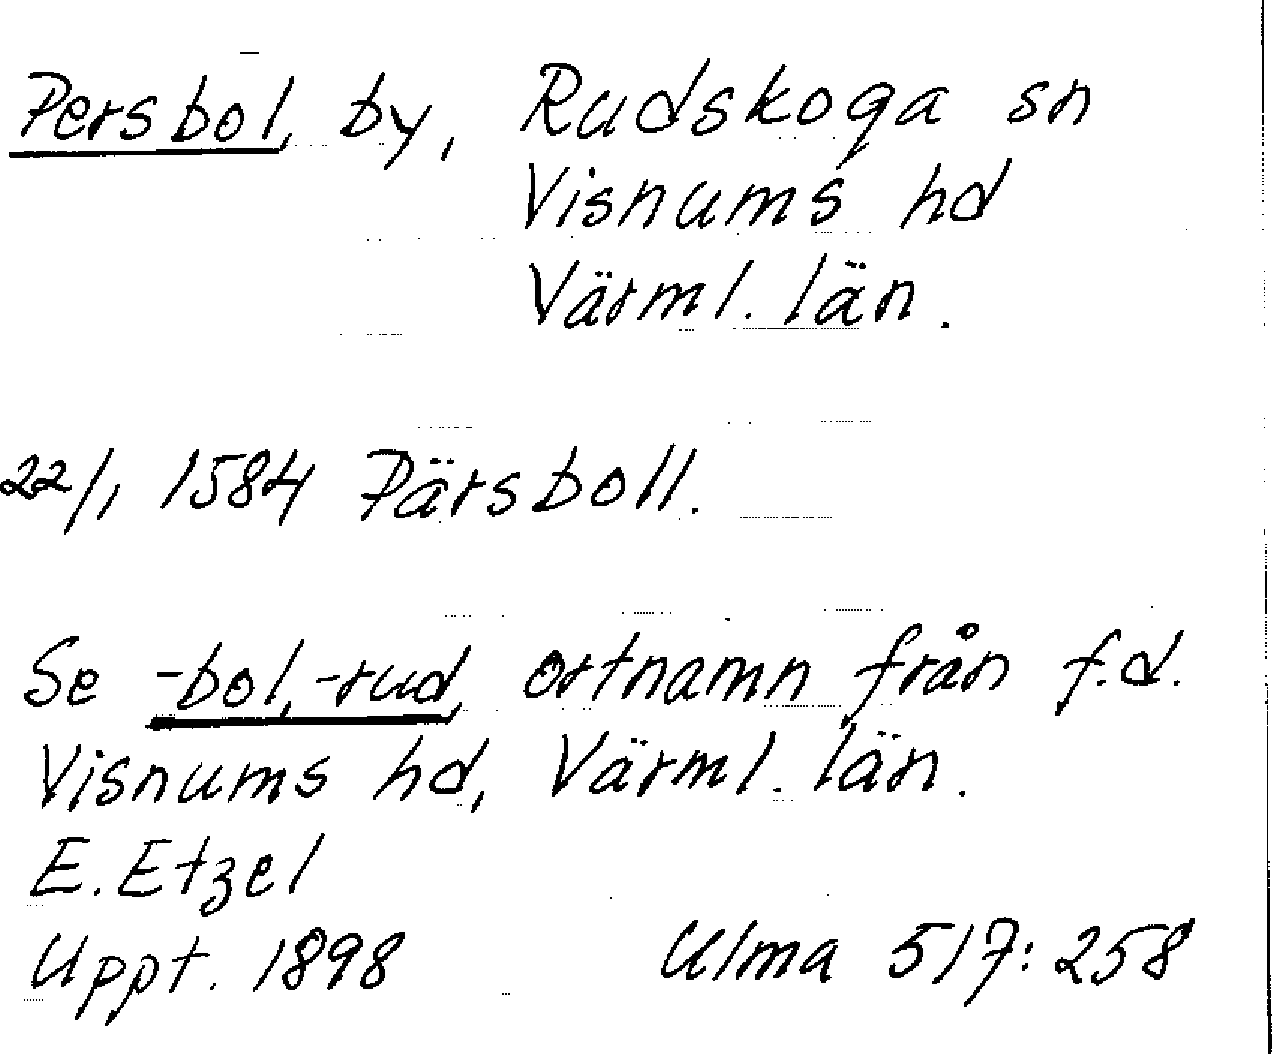 Persbol, by, Rudskoga sn
Visnums hd
Värml. län.
22/1 1584 Pärsboll.
Se -bol, -rud, ortnamn från f.d.
Visnums hd, Värml. län.
E. Etzel
Uppt. 1898 Ulma 517:258